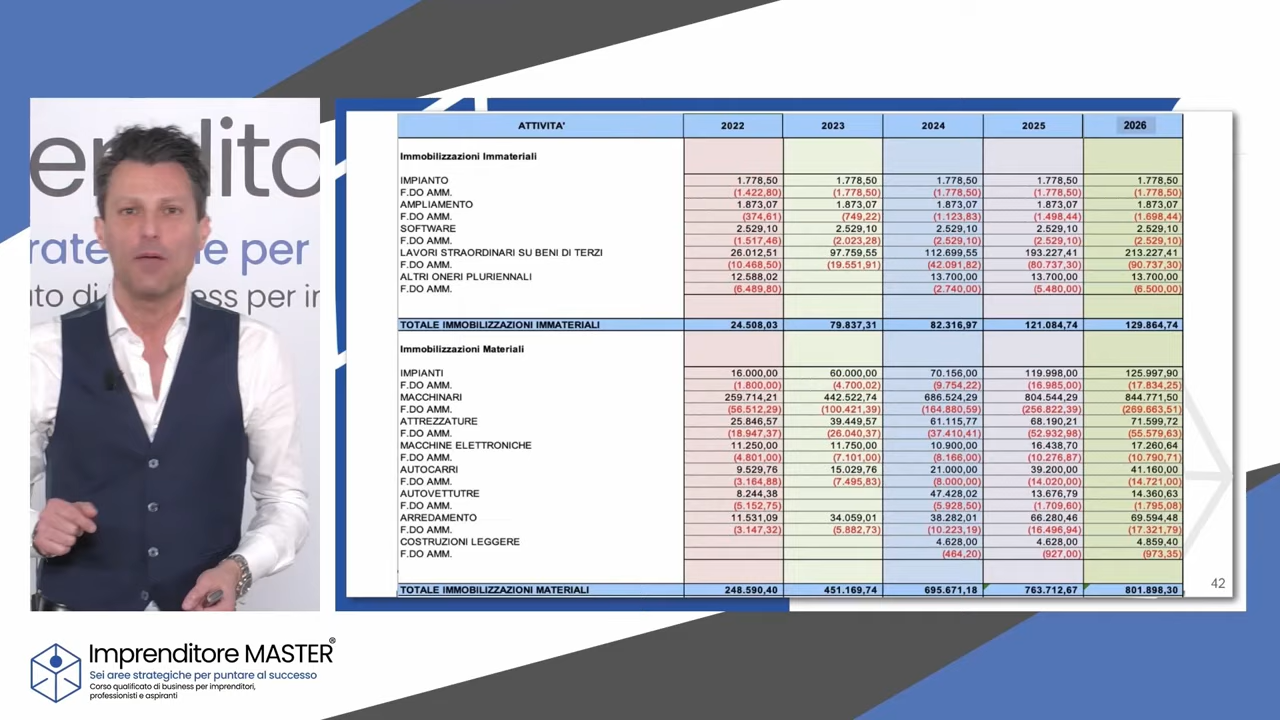 endito
rate he per
nto di ess per in
ATTIVITA' 2022 2023 2024 2025 2026
Immobilizzazioni Immateriali
IMPIANTO 1.778,50 1.778,50 1.778,50 1.778,50 1.778,50
F.DO AMM. (1.422,80) (1.778,50) (1.778,50) (1.778,50) (1.778,50)
AMPLIAMENTO 1.873,07 1.873,07 1.873,07 1.873,07 1.873,07
F.DO AMM. (374,61) (749,22) (1.123,83) (1.498,44) (1.698,44)
SOFTWARE 2.529,10 2.529,10 2.529,10 2.529,10 2.529,10
F.DO AMM. (1.517,46) (2.023,28) (2.529,10) (2.529,10) (2.529,10)
LAVORI STRAORDINARI SU BENI DI TERZI 26.012,51 97.759,55 112.699,55 193.227,41 213.227,41
F.DO AMM. (10.468,50) (19.551,91) (42.091,82) (80.737,30) (90.737,30)
ALTRI ONERI PLURIENNALI 12.588,02 13.700,00 13.700,00 13.700,00
F.DO AMM. (6.489,80) (2.740,00) (5.480,00) (6.500,00)
TOTALE IMMOBILIZZAZIONI IMMATERIALI 24.508,03 79.837,31 82.316,97 121.084,74 129.864,74
Immobilizzazioni Materiali
IMPIANTI 16.000,00 60.000,00 70.156,00 119.998,00 125.997,90
F.DO AMM. (1.800,00) (4.700,02) (9.754,22) (16.985,00) (17.834,25)
MACCHINARI 259.714,21 442.522,74 686.524,29 804.544,29 844.771,50
F.DO AMM. (56.512,29) (100.421,39) (164.880,59) (256.822,39) (269.663,51)
ATTREZZATURE 25.846,57 39.449,57 61.115,77 68.190,21 71.599,72
F.DO AMM. (18.947,37) (26.040,37) (37.410,41) (52.932,98) (55.579,63)
MACCHINE ELETTRONICHE 11.250,00 11.750,00 10.900,00 16.438,70 17.260,64
F.DO AMM. (4.801,00) (7.101,00) (8.166,00) (10.276,87) (10.790,71)
AUTOCARRI 9.529,76 15.029,76 21.000,00 39.200,00 41.160,00
F.DO AMM. (3.164,88) (7.495,83) (8.000,00) (14.020,00) (14.721,00)
AUTOVETTUTRE 8.244,38 47.428,02 13.676,79 14.360,63
F.DO AMM. (5.152,75) (5.928,50) (1.709,60) (1.795,08)
ARREDAMENTO 11.531,09 34.059,01 38.282,01 66.280,46 69.594,48
F.DO AMM. (3.147,32) (5.882,73) (10.223,19) (16.496,94) (17.321,79)
COSTRUZIONI LEGGERE 4.628,00 4.628,00 4.859,40
F.DO AMM. (464,20) (927,00) (973,35)
TOTALE IMMOBILIZZAZIONI MATERIALI 248.590,40 451.169,74 695.671,18 763.712,67 801.898,30
42
Imprenditore MASTER®
Sei aree strategiche per puntare al successo
Corso qualificato di business per imprenditori,
professionisti e aspiranti